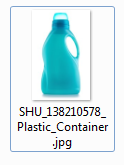 SHU_138210578_
Plastic_Container
.jpg